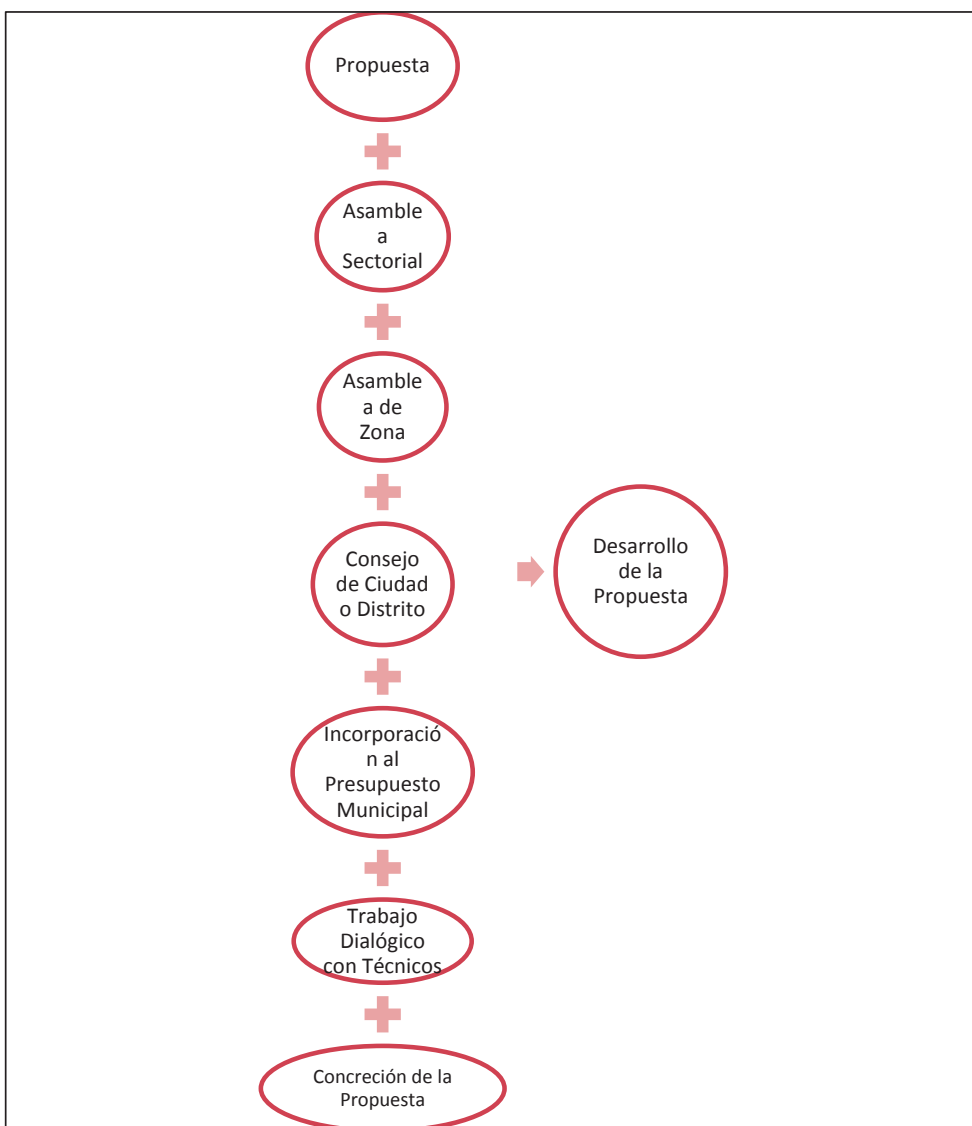 Propuesta
Asamble
a
Sectorial
Asamble
a de
Zona
Consejo
de Ciudad
o Distrito
Desarrollo
de la
Propuesta
Incorporació
n al
Presupuesto
Municipal
Trabajo
Dialógico
con Técnicos
Concreción de la
Propuesta